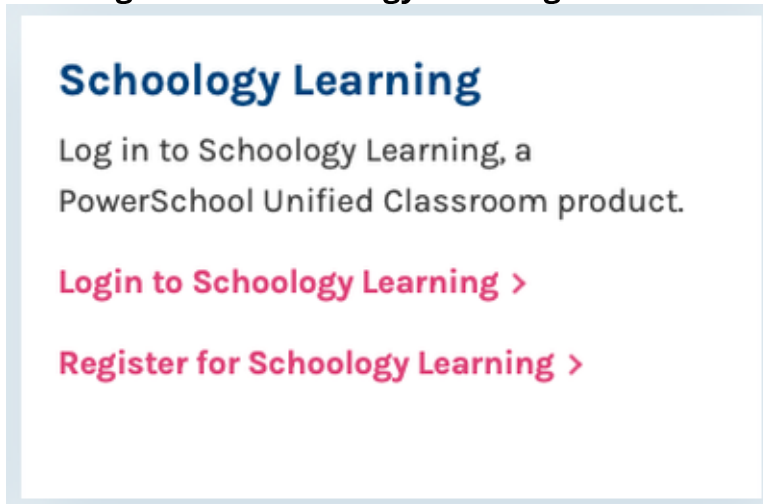 Schoology Learning
Log in to Schoology Learning, a
PowerSchool Unified Classroom product.
Login to Schoology Learning >
Register for Schoology Learning >